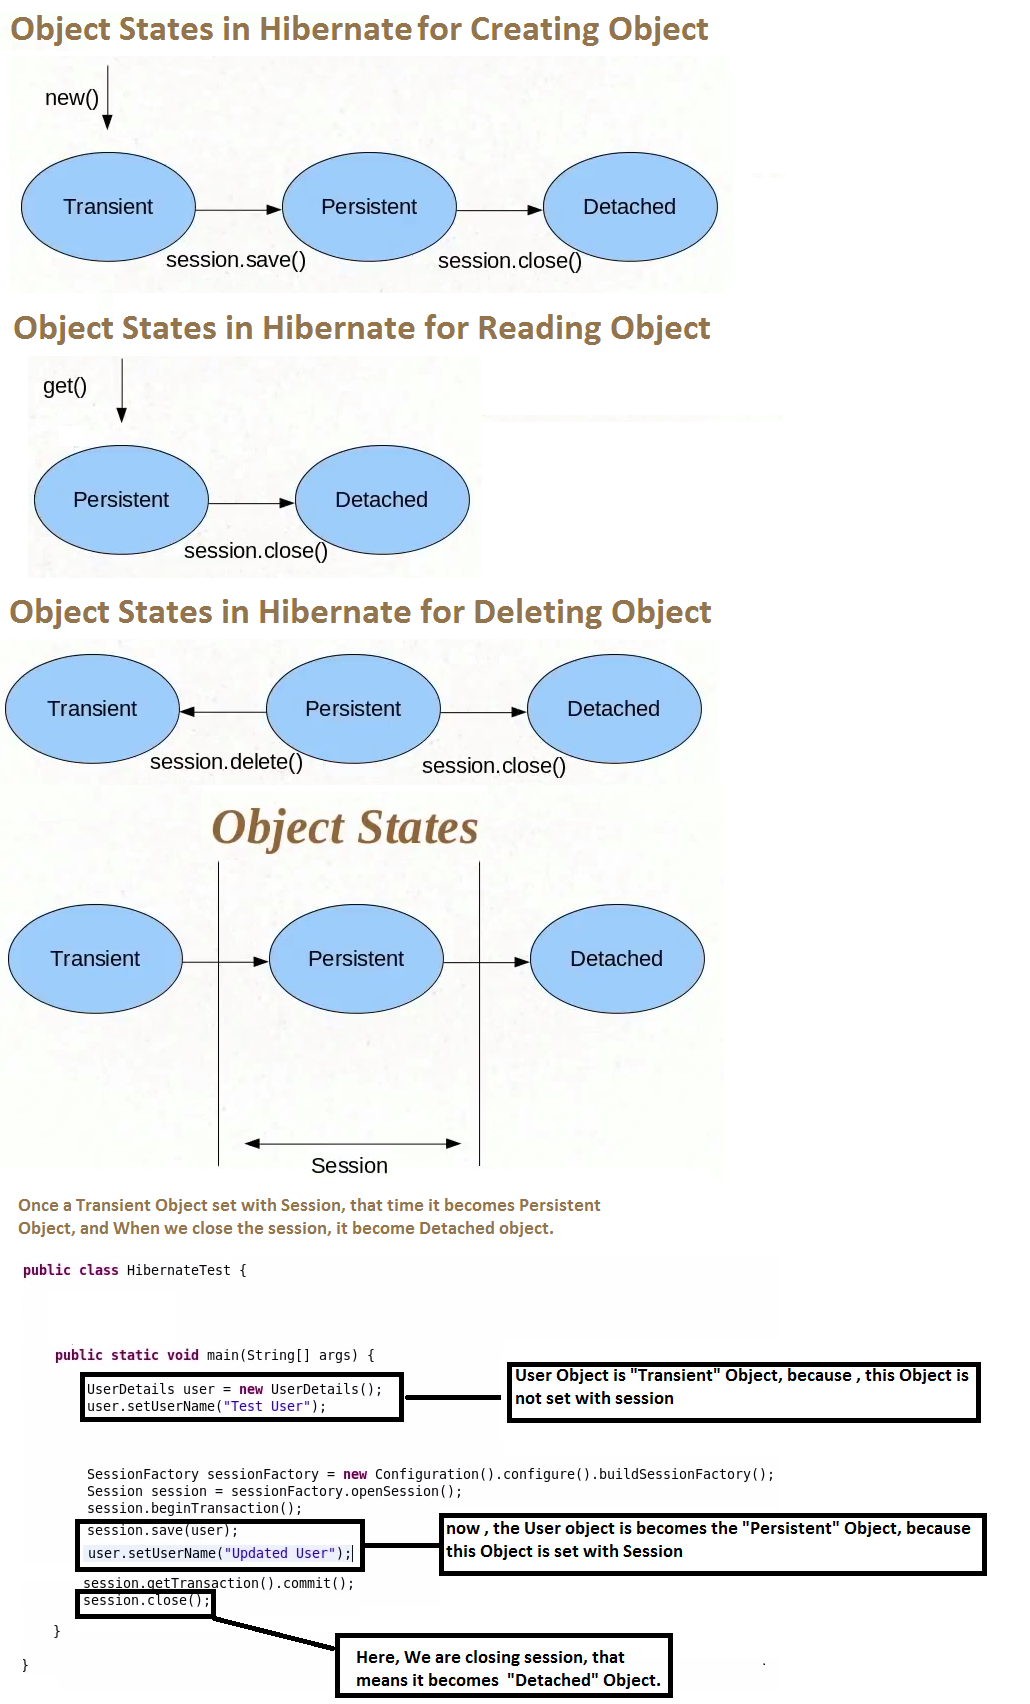 Object States in Hibernate for Creating Object
new()
Transient
Persistent
Detached
session.save()
session.close()
Object States in Hibernate for Reading Object
get()
Persistent
Detached
session.close()
Object States in Hibernate for Deleting Object
Transient
Persistent
Detached
session.delete()
session.close()
Object States
Transient
Persistent
Detached
Session
Once a Transient Object set with Session, that time it becomes Persistent
Object, and When we close the session, it become Detached object.
public class HibernateTest {
public static void main(String[] args) {
UserDetails user = new UserDetails();
user.setUserName("Test User");
User Object is "Transient" Object, because , this Object is
not set with session
SessionFactory sessionFactory = new Configuration().configure().buildSessionFactory();
Session session = sessionFactory.openSession();
session.beginTransaction();
session.save(user);
user.setUserName("Updated User");
now , the User object is becomes the "Persistent" Object, because
this Object is set with Session
session.getTransaction().commit();
session.close();
}
}
Here, We are closing session, that
means it becomes "Detached" Object.